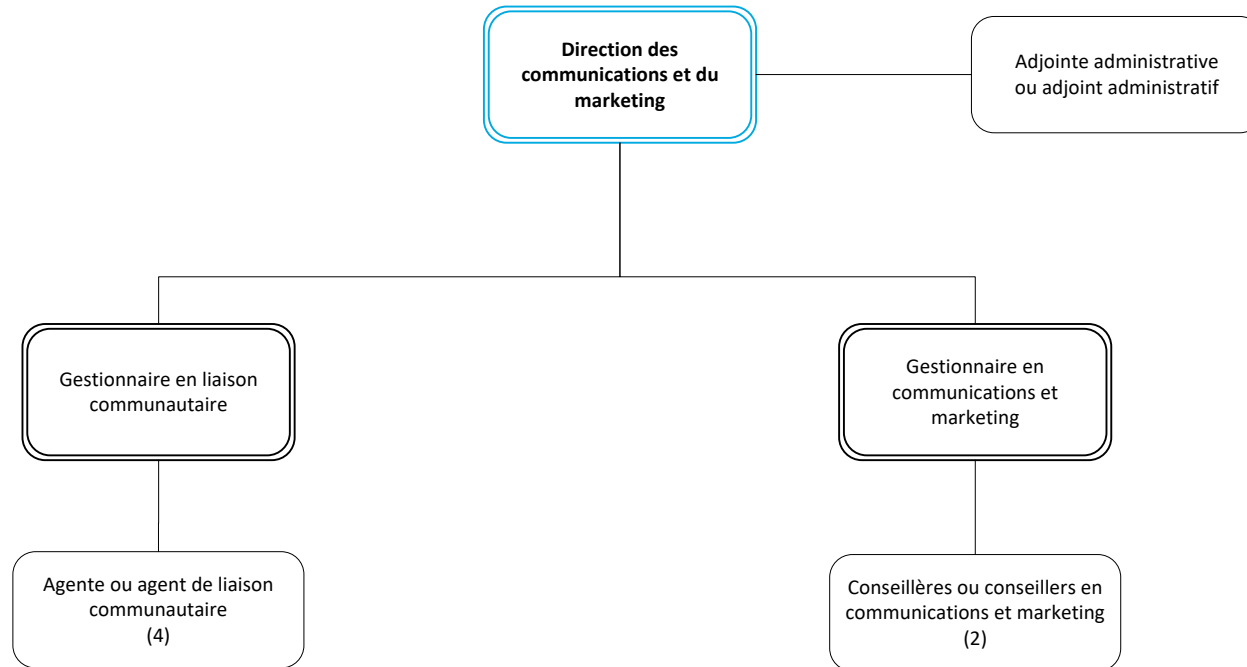 Direction des
communications et du
marketing
Adjointe administrative
ou adjoint administratif
Gestionnaire en liaison
communautaire
Gestionnaire en
communications et
marketing
Agente ou agent de liaison
communautaire
(4)
Conseillères ou conseillers en
communications et marketing
(2)